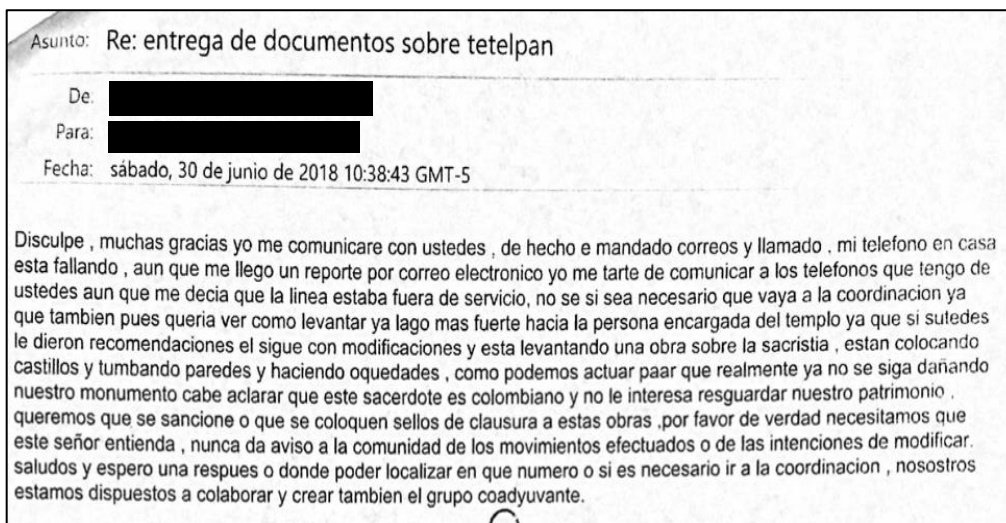 Asunto: Re: entrega de documentos sobre tetelpan
De:
Para:
Fecha: sábado, 30 de junio de 2018 10:38:43 GMT-5
Disculpe , muchas gracias yo me comunicare con ustedes , de hecho e mandado correos y llamado , mi telefono en casa
esta fallando , aun que me llego un reporte por correo electronico yo me tarte de comunicar a los telefonos que tengo de
ustedes aun que me decia que la linea estaba fuera de servicio, no se si sea necesario que vaya a la coordinacion ya
que tambien pues queria ver como levantar ya lago mas fuerte hacia la persona encargada del templo ya que si sutedes
le dieron recomendaciones el sigue con modificaciones y esta levantando una obra sobre la sacristia , estan colocando
castillos y tumbando paredes y haciendo oquedades , como podemos actuar paar que realmente ya no se siga dañando
nuestro monumento cabe aclarar que este sacerdote es colombiano y no le interesa resguardar nuestro patrimonio ,
queremos que se sancione o que se coloquen sellos de clausura a estas obras ,por favor de verdad necesitamos que
este señor entienda , nunca da aviso a la comunidad de los movimientos efectuados o de las intenciones de modificar.
saludos y espero una respues o donde poder localizar en que numero o si es necesario ir a la coordinacion , nosostros
estamos dispuestos a colaborar y crear tambien el grupo coadyuvante.